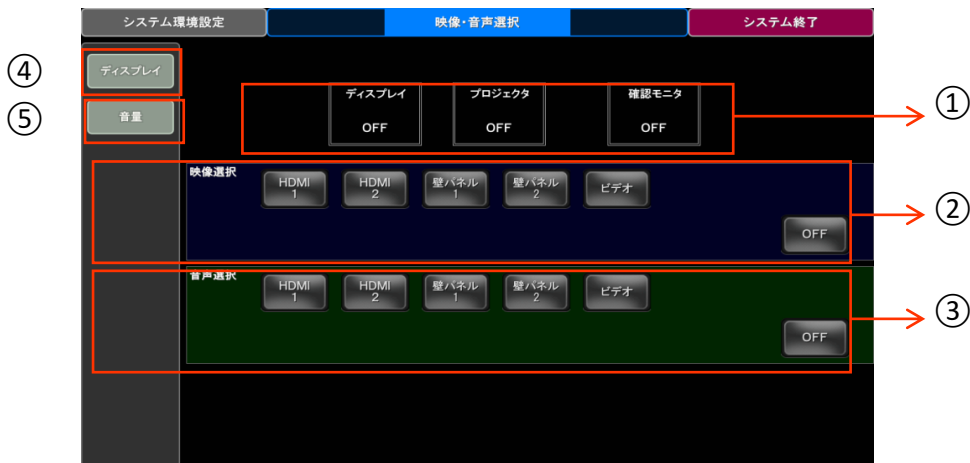 システム環境設定
映像・音声選択
システム終了
④
ディスプレイ
⑤
音量
ディスプレイ
OFF
プロジェクタ
OFF
確認モニタ
OFF
①
映像選択
HDMI
1
HDMI
2
壁パネル
1
壁パネル
2
ビデオ
OFF
②
音声選択
HDMI
1
HDMI
2
壁パネル
1
壁パネル
2
ビデオ
OFF
③